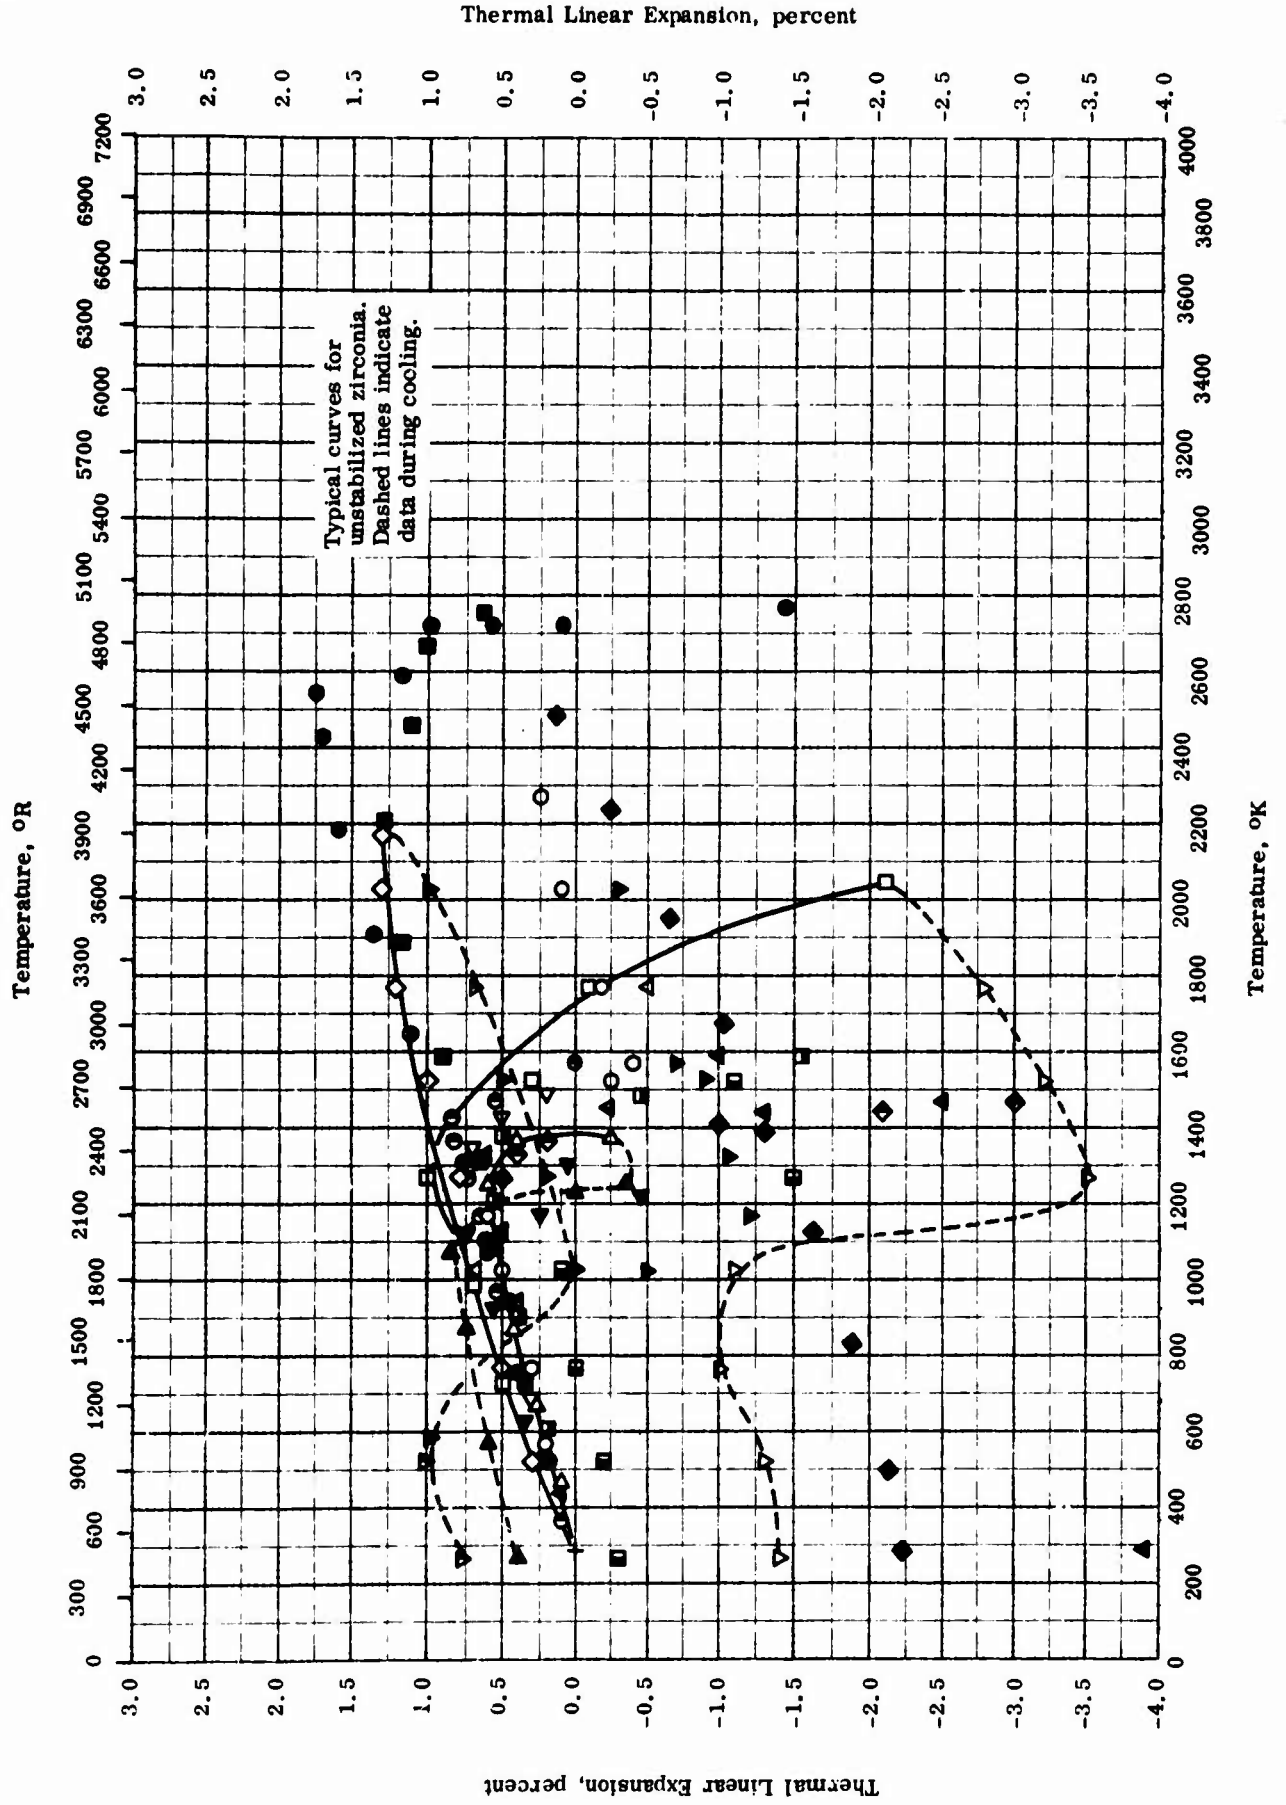 Thermal Linear Expansion, percent
3.0 2.5 2.0 1.5 1.0 0.5 0.0 -0.5 -1.0 -1.5 -2.0 -2.5 -3.0 -3.5 -4.0
Temperature, °R
0 300 600 900 1200 1500 1800 2100 2400 2700 3000 3300 3600 3900 4200 4500 4800 5100 5400 5700 6000 6300 6600 6900 7200
Typical curves for
unstabilized zirconia.
Dashed lines indicate
data during cooling.
0 200 400 600 800 1000 1200 1400 1600 1800 2000 2200 2400 2600 2800 3000 3200 3400 3600 3800 4000
Temperature, °K
3.0 2.5 2.0 1.5 1.0 0.5 0.0 -0.5 -1.0 -1.5 -2.0 -2.5 -3.0 -3.5 -4.0
Thermal Linear Expansion, percent